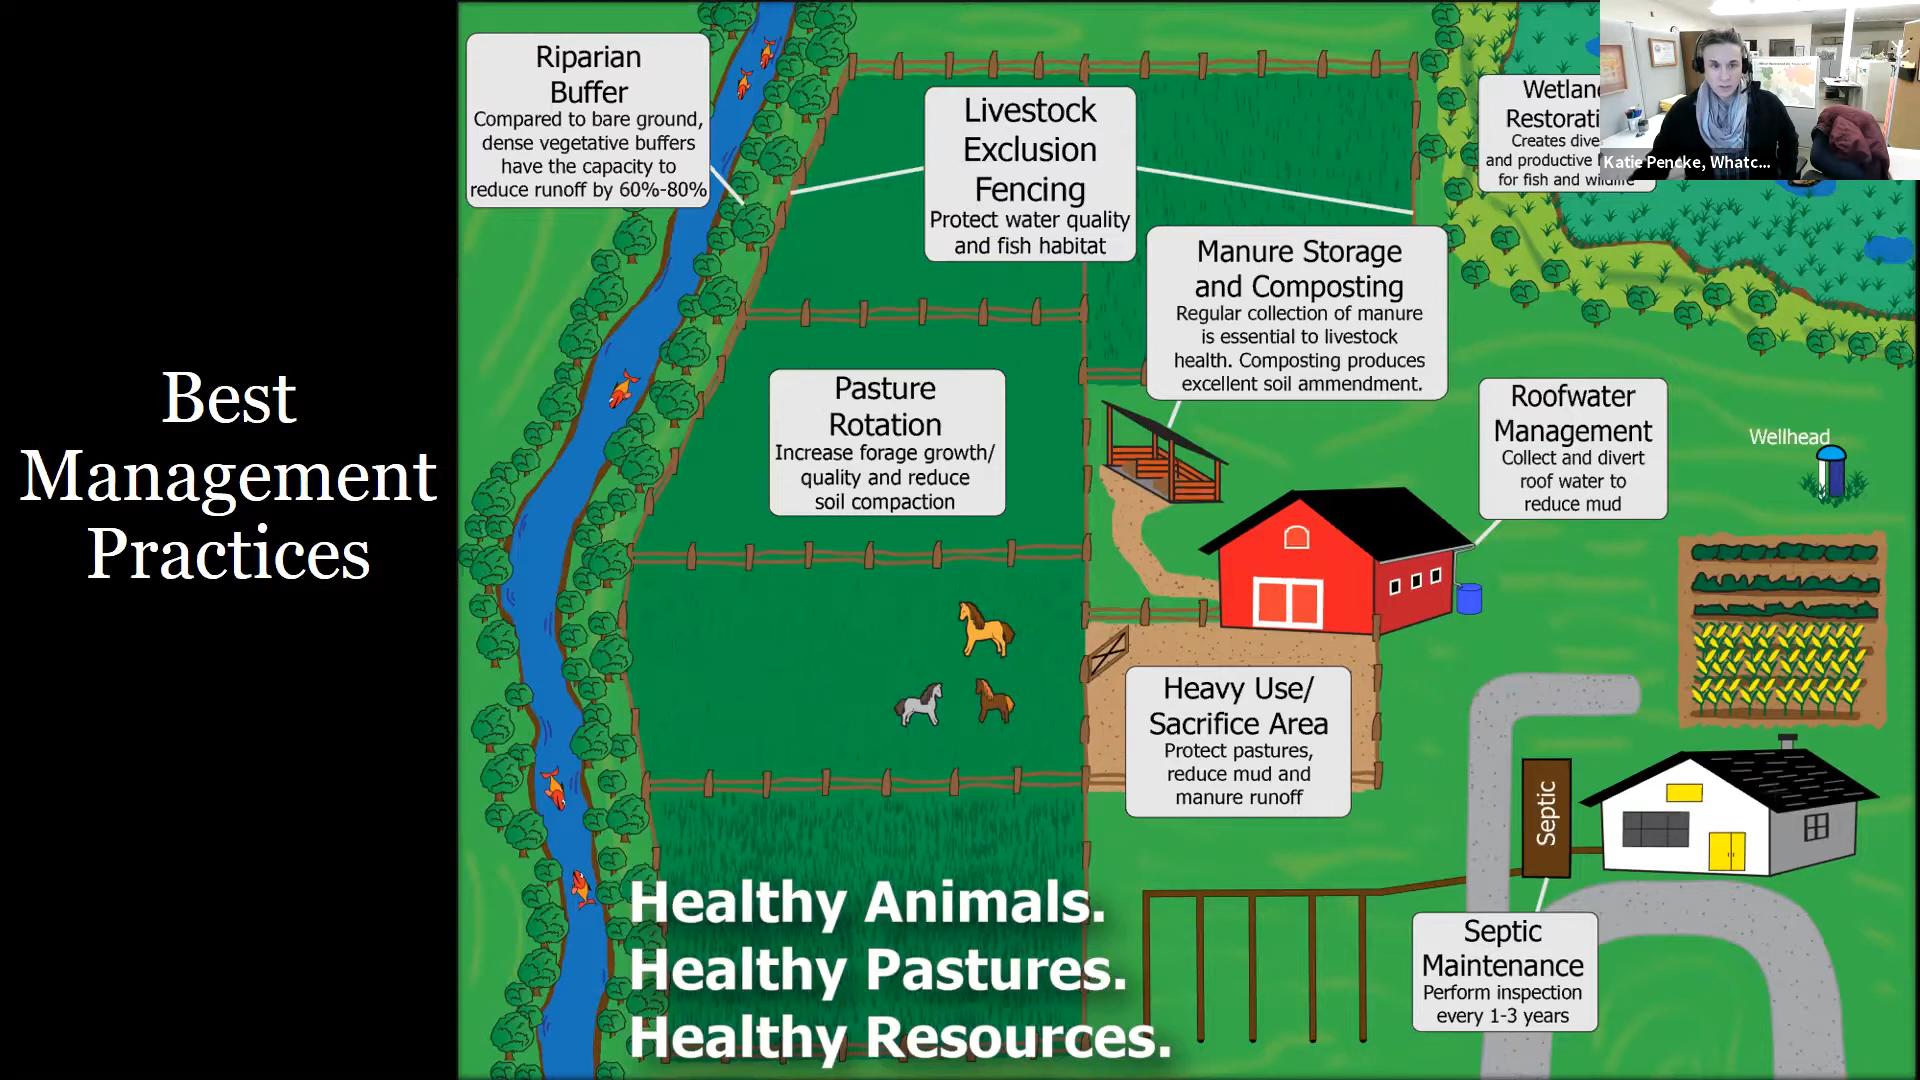 Best
Management
Practices
Riparian
Buffer
Compared to bare ground,
dense vegetative buffers
have the capacity to
reduce runoff by 60%-80%
Livestock
Exclusion
Fencing
Protect water quality
and fish habitat
Restorati
Creates dive
and productive
for fish and wildlife
Katie Pencke, Whatc...
Manure Storage
and Composting
Regular collection of manure
is essential to livestock
health. Composting produces
excellent soil ammendment.
Pasture
Rotation
Increase forage growth/
quality and reduce
soil compaction
Roofwater
Management
Collect and divert
roof water to
reduce mud
Wellhead
Heavy Use/
Sacrifice Area
Protect pastures,
reduce mud and
manure runoff
Septic
Septic
Maintenance
Perform inspection
every 1-3 years
Healthy Animals.
Healthy Pastures.
Healthy Resources.